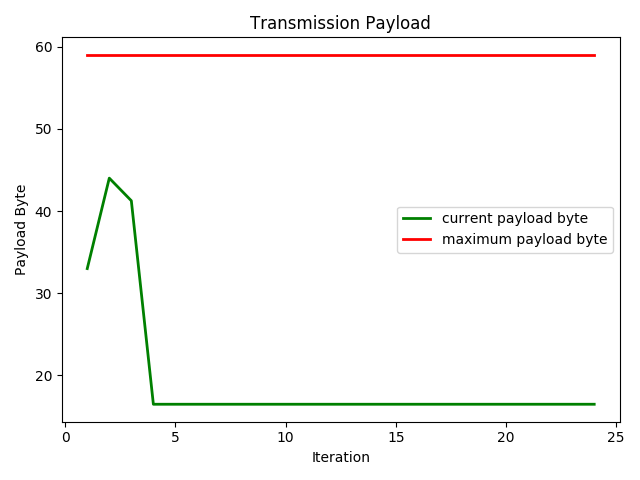 Transmission Payload
60
50
40
30
20
Payload Byte
current payload byte
maximum payload byte
0 5 10 15 20 25
Iteration